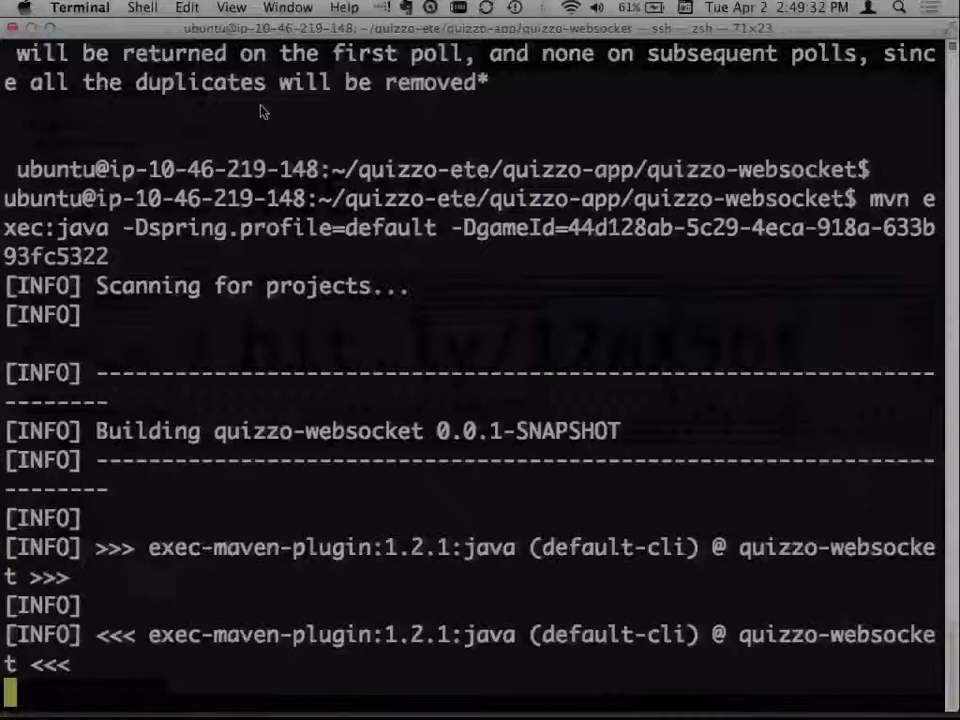 Terminal Shell Edit View Window Help 61% Tue Apr 2 2:49:32 PM
ubuntu@ip-10-46-219-148: ~/quizzo-ete/quizzo-app/quizzo-websocket — ssh — zsh — 71×23
will be returned on the first poll, and none on subsequent polls, sinc
e all the duplicates will be removed*
ubuntu@ip-10-46-219-148:~/quizzo-ete/quizzo-app/quizzo-websocket$
ubuntu@ip-10-46-219-148:~/quizzo-ete/quizzo-app/quizzo-websocket$ mvn e
xec:java -Dspring.profile=default -DgameId=44d128ab-5c29-4eca-918a-633b
93fc5322
[INFO] Scanning for projects...
[INFO]
[INFO] ----------------------------------------------------------------
--------
[INFO] Building quizzo-websocket 0.0.1-SNAPSHOT
[INFO] ----------------------------------------------------------------
--------
[INFO]
[INFO] >>> exec-maven-plugin:1.2.1:java (default-cli) @ quizzo-websocke
t >>>
[INFO]
[INFO] <<< exec-maven-plugin:1.2.1:java (default-cli) @ quizzo-websocke
t <<<